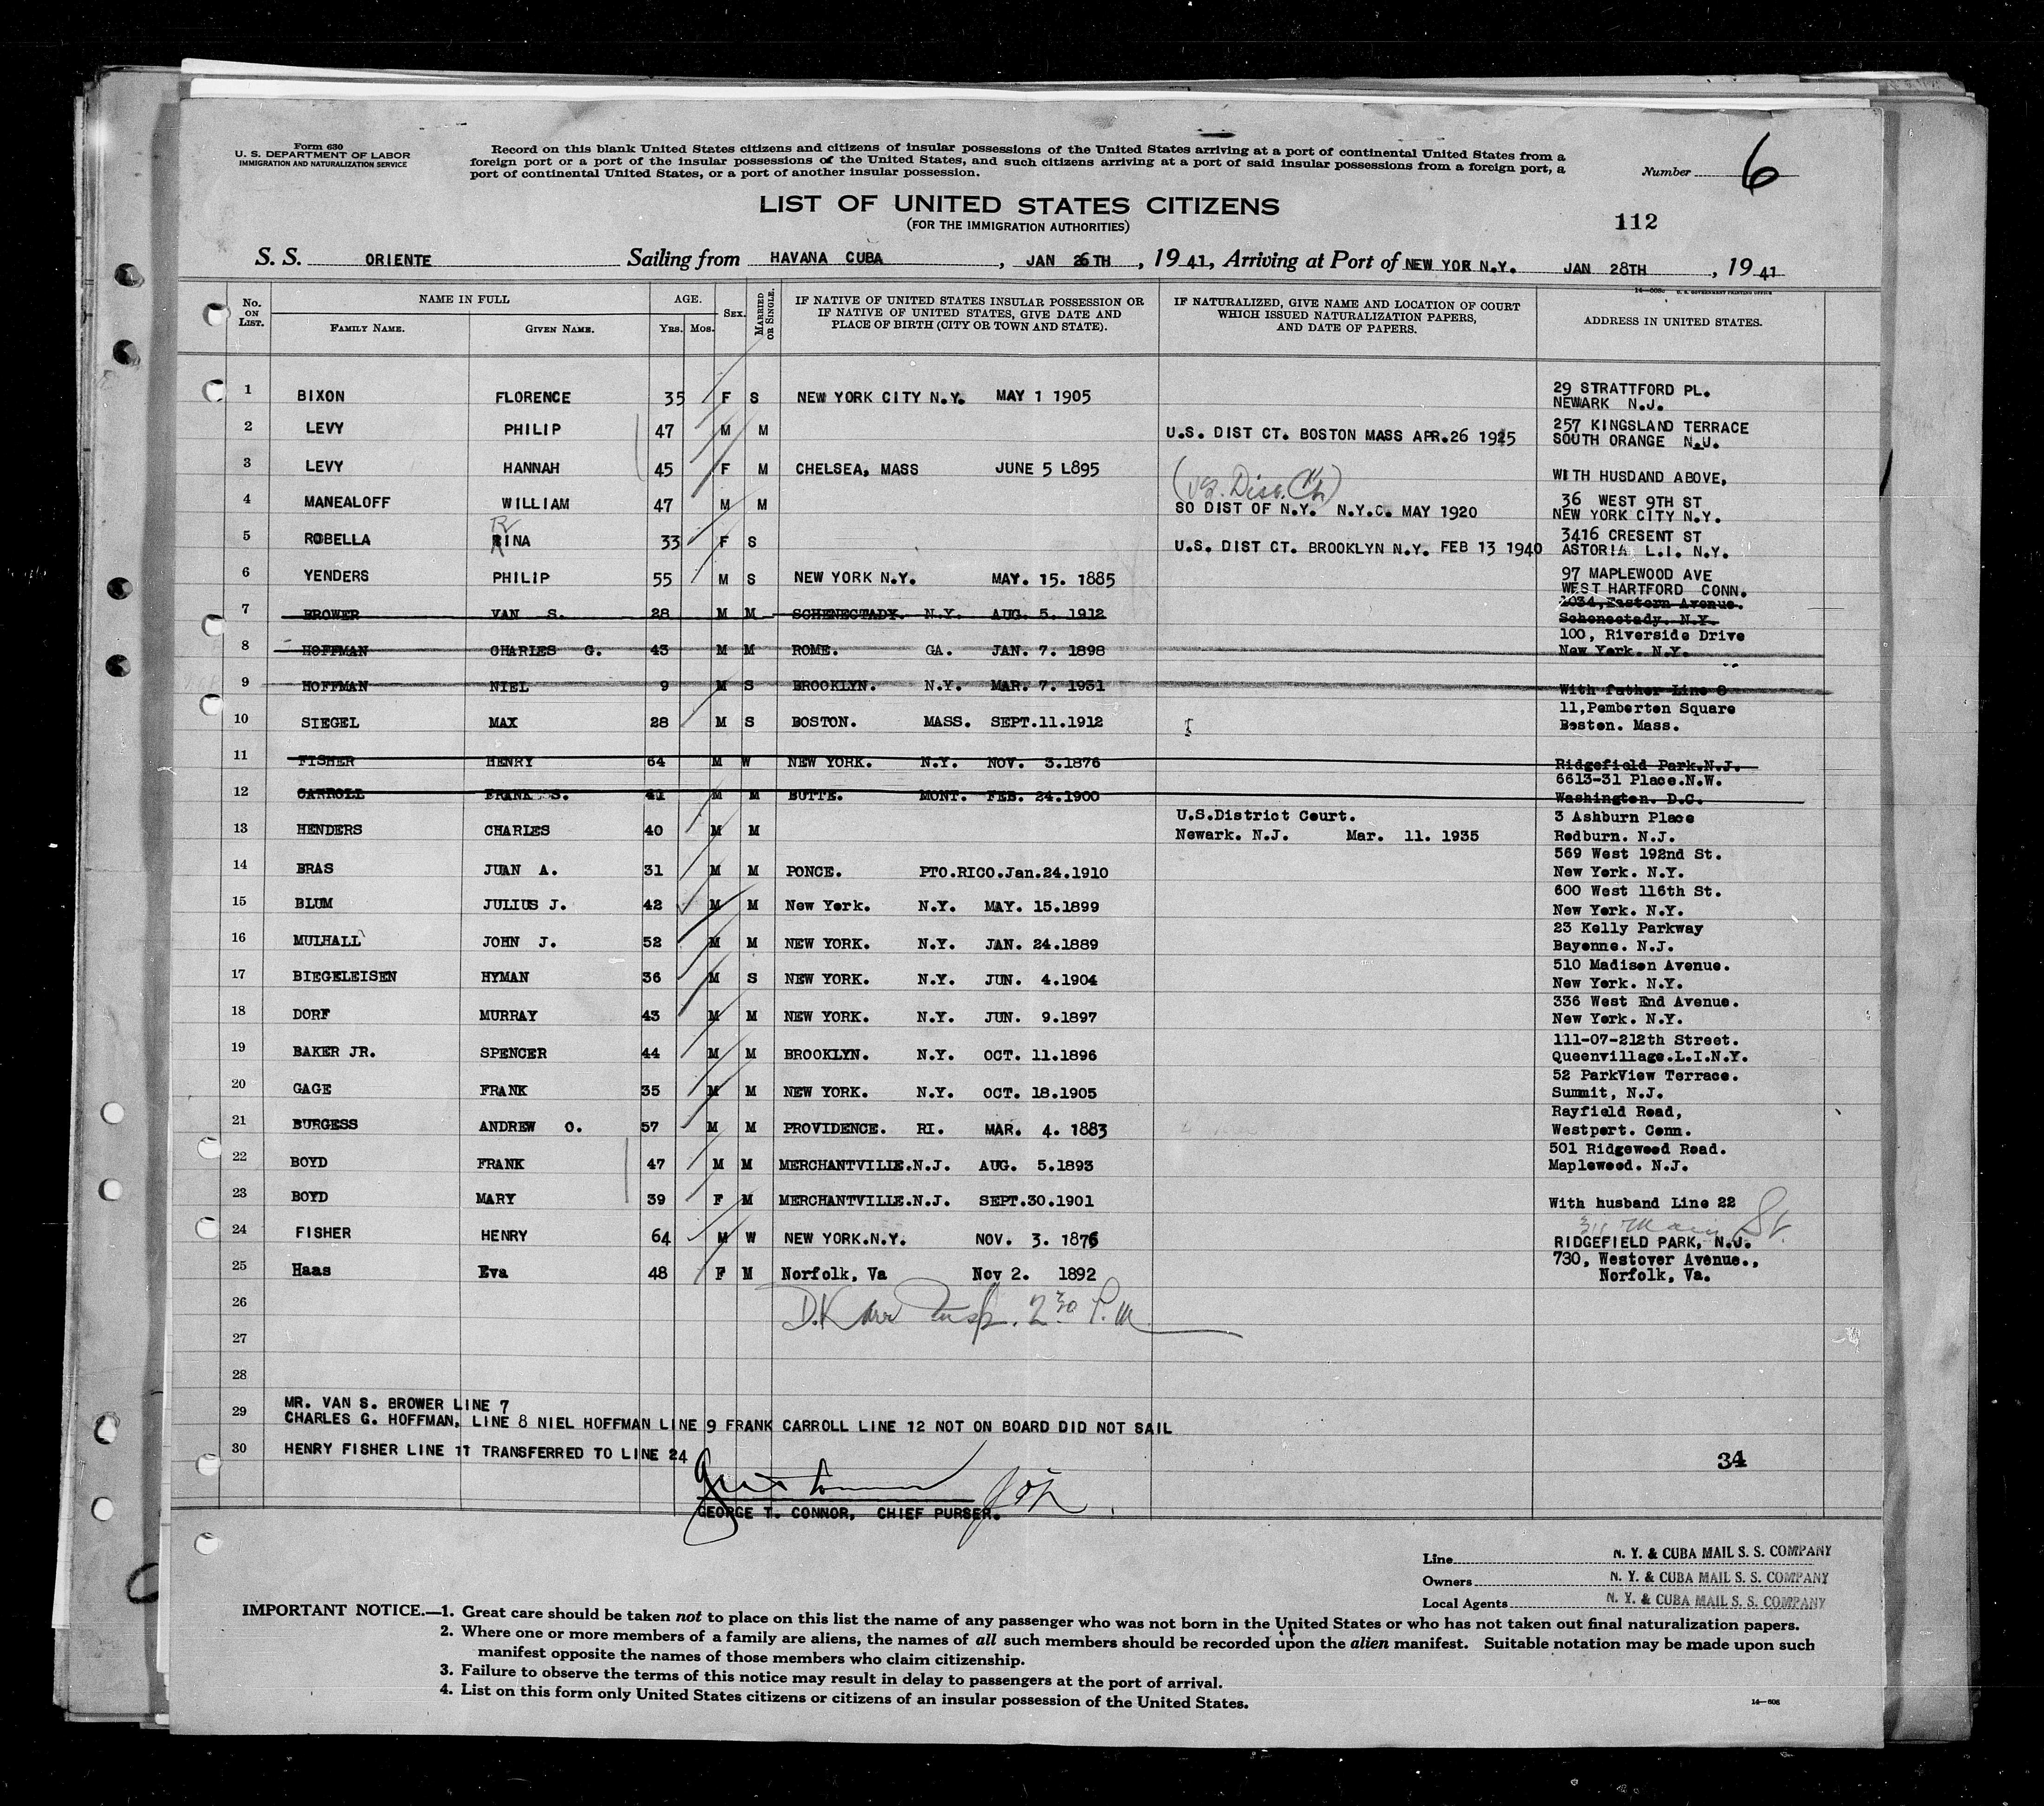 Form 630
U. S. DEPARTMENT OF LABOR
IMMIGRATION AND NATURALIZATION SERVICE
Record on this blank United States citizens and citizens of insular possessions of the United States arriving at a port of continental United States from a
foreign port or a port of the insular possessions of the United States, and such citizens arriving at a port of said insular possessions from a foreign port, a
port of continental United States, or a port of another insular possession.
Number 6
LIST OF UNITED STATES CITIZENS
(FOR THE IMMIGRATION AUTHORITIES)
112
S. S. ORIENTE Sailing from HAVANA CUBA, JAN 26TH, 1941, Arriving at Port of NEW YOR N.Y. JAN 28TH, 1941
14—608c U. S. GOVERNMENT PRINTING OFFICE
No. on List. NAME IN FULL AGE. Sex. Married or Single. IF NATIVE OF UNITED STATES INSULAR POSSESSION OR IF NATIVE OF UNITED STATES, GIVE DATE AND PLACE OF BIRTH (CITY OR TOWN AND STATE). IF NATURALIZED, GIVE NAME AND LOCATION OF COURT WHICH ISSUED NATURALIZATION PAPERS, AND DATE OF PAPERS. ADDRESS IN UNITED STATES.
Family Name. Given Name. Yrs. Mos.
1 BIXON FLORENCE 35 F S NEW YORK CITY N.Y. MAY 1 1905 29 STRATTFORD PL. NEWARK N.J.
2 LEVY PHILIP 47 M M U.S. DIST CT. BOSTON MASS APR.26 1925 257 KINGSLAND TERRACE SOUTH ORANGE N.J.
3 LEVY HANNAH 45 F M CHELSEA, MASS JUNE 5 L895 WITH HUSDAND ABOVE,
4 MANEALOFF WILLIAM 47 M M (US. Dist. Ct.) SO DIST OF N.Y. N.Y.C. MAY 1920 36 WEST 9TH ST NEW YORK CITY N.Y.
5 ROBELLA RINA 33 F S U.S. DIST CT. BROOKLYN N.Y. FEB 13 1940 3416 CRESENT ST ASTORIA L.I. N.Y.
6 YENDERS PHILIP 55 M S NEW YORK N.Y. MAY. 15. 1885 97 MAPLEWOOD AVE WEST HARTFORD CONN.
7 BROWER VAN S. 28 M M SCHENECTADY. N.Y. AUG. 5. 1912 1034,Eastern Avenue. Schenectady. N.Y.
8 HOFFMAN CHARLES G. 43 M M ROME. GA. JAN. 7. 1898 100, Riverside Drive New York. N.Y.
9 HOFFMAN NIEL 9 M S BROOKLYN. N.Y. MAR. 7. 1931 With father Line 8
10 SIEGEL MAX 28 M S BOSTON. MASS. SEPT.11.1912 11,Pemberton Square Boston. Mass.
11 FISHER HENRY 64 M W NEW YORK. N.Y. NOV. 3.1876 Ridgefield Park.N.J.
12 CARROLL FRANK S. 41 M M BUTTE. MONT. FEB. 24.1900 6613-31 Place.N.W. Washington. D.C.
13 HENDERS CHARLES 40 M M U.S.District Court. Newark. N.J. Mar. 11. 1935 3 Ashburn Place Redburn. N.J.
14 BRAS JUAN A. 31 M M PONCE. PTO.RICO.Jan.24.1910 569 West 192nd St. New York. N.Y.
15 BLUM JULIUS J. 42 M M New York. N.Y. MAY. 15.1899 600 West 116th St. New York. N.Y.
16 MULHALL JOHN J. 52 M M NEW YORK. N.Y. JAN. 24.1889 23 Kelly Parkway Bayonne. N.J.
17 BIEGELEISEN HYMAN 36 M S NEW YORK. N.Y. JUN. 4.1904 510 Madison Avenue. New York. N.Y.
18 DORF MURRAY 43 M M NEW YORK. N.Y. JUN. 9.1897 336 West End Avenue. New York. N.Y.
19 BAKER JR. SPENCER 44 M M BROOKLYN. N.Y. OCT. 11.1896 111-07-212th Street. Queenvillage.L.I.N.Y.
20 GAGE FRANK 35 M M NEW YORK. N.Y. OCT. 18.1905 52 ParkView Terrace. Summit, N.J.
21 BURGESS ANDREW O. 57 M M PROVIDENCE. RI. MAR. 4. 1883 Rayfield Road, Westport. Conn.
22 BOYD FRANK 47 M M MERCHANTVILLE.N.J. AUG. 5.1893 501 Ridgewood Road. Maplewood. N.J.
23 BOYD MARY 39 F M MERCHANTVILLE.N.J. SEPT.30.1901 With husband Line 22
24 FISHER HENRY 64 M W NEW YORK.N.Y. NOV. 3. 1876 Main St. RIDGEFIELD PARK, N.J.
25 Haas Eva 48 F M Norfolk, Va Nov 2. 1892 730, Westover Avenue., Norfolk, Va.
26 Insp. 2 30 P.M.
27
28
29 MR. VAN S. BROWER LINE 7
CHARLES G. HOFFMAN, LINE 8 NIEL HOFFMAN LINE 9 FRANK CARROLL LINE 12 NOT ON BOARD DID NOT SAIL
30 HENRY FISHER LINE 11 TRANSFERRED TO LINE 24
34
GEORGE T. CONNOR, CHIEF PURSER.
Line N. Y. & CUBA MAIL S. S. COMPANY
Owners N. Y. & CUBA MAIL S. S. COMPANY
Local Agents N. Y. & CUBA MAIL S. S. COMPANY
IMPORTANT NOTICE.—1. Great care should be taken not to place on this list the name of any passenger who was not born in the United States or who has not taken out final naturalization papers.
2. Where one or more members of a family are aliens, the names of all such members should be recorded upon the alien manifest. Suitable notation may be made upon such
manifest opposite the names of those members who claim citizenship.
3. Failure to observe the terms of this notice may result in delay to passengers at the port of arrival.
4. List on this form only United States citizens or citizens of an insular possession of the United States.
14—608